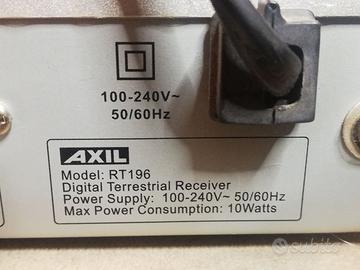 100-240V~
50/60Hz
AXIL
Model: RT196
Digital Terrestrial Receiver
Power Supply: 100-240V~ 50/60Hz
Max Power Consumption: 10Watts
subito